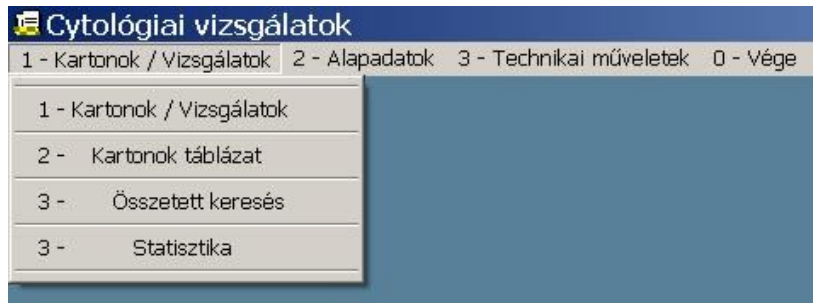 Cytológiai vizsgálatok
1 - Kartonok / Vizsgálatok 2 - Alapadatok 3 - Technikai műveletek 0 - Vége
1 - Kartonok / Vizsgálatok
2 - Kartonok táblázat
3 - Összetett keresés
3 - Statisztika